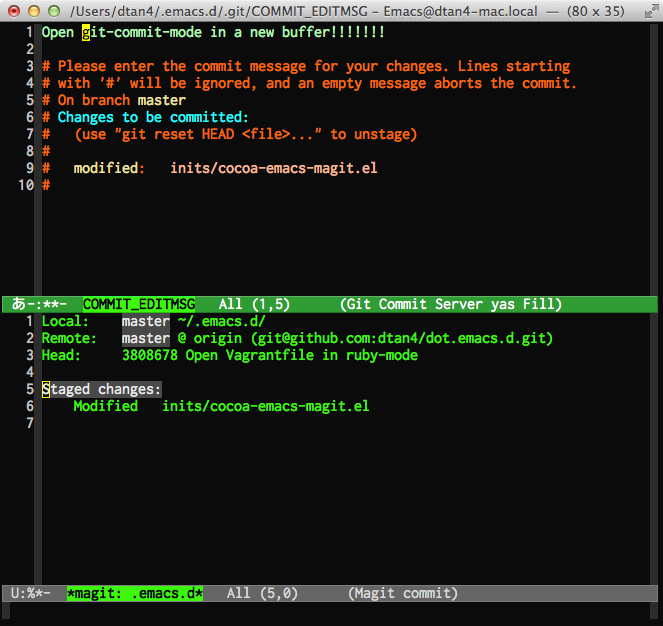 /Users/dtan4/.emacs.d/.git/COMMIT_EDITMSG – Emacs@dtan4-mac.local — (80 x 35)
1 Open git-commit-mode in a new buffer!!!!!!!
2
3 # Please enter the commit message for your changes. Lines starting
4 # with '#' will be ignored, and an empty message aborts the commit.
5 # On branch master
6 # Changes to be committed:
7 #   (use "git reset HEAD <file>..." to unstage)
8 #
9 #   modified:   inits/cocoa-emacs-magit.el
10 #
あ-:**-  COMMIT_EDITMSG   All (1,5)      (Git Commit Server yas Fill)
1 Local:    master ~/.emacs.d/
2 Remote:   master @ origin (git@github.com:dtan4/dot.emacs.d.git)
3 Head:     3808678 Open Vagrantfile in ruby-mode
4
5 Staged changes:
6     Modified   inits/cocoa-emacs-magit.el
7
U:%*-  *magit: .emacs.d*   All (5,0)      (Magit commit)